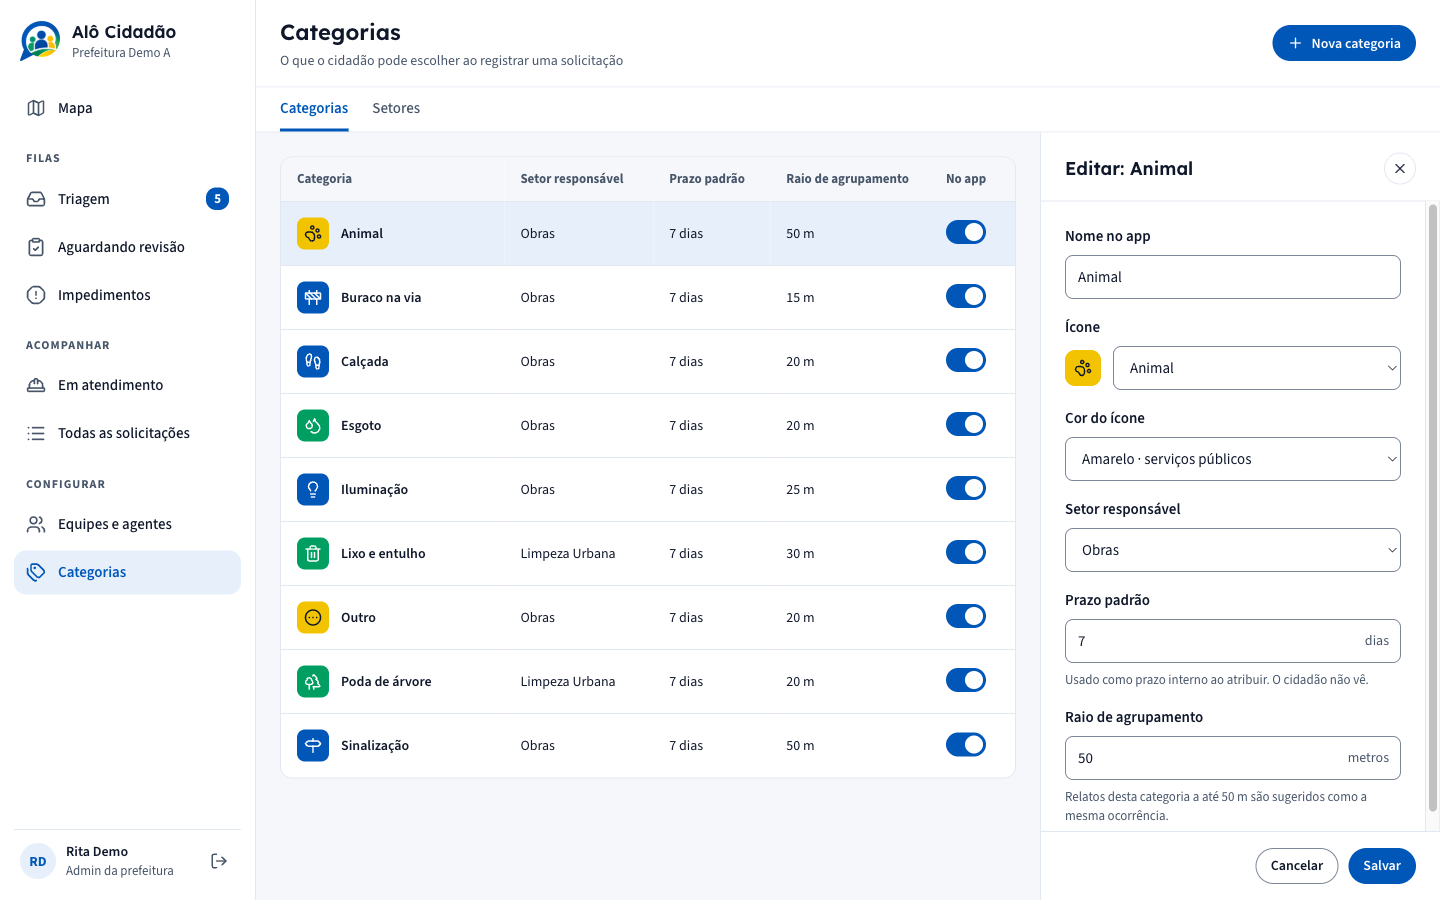 Alô Cidadão
Prefeitura Demo A
Mapa
FILAS
Triagem 5
Aguardando revisão
Impedimentos
ACOMPANHAR
Em atendimento
Todas as solicitações
CONFIGURAR
Equipes e agentes
Categorias
RD
Rita Demo
Admin da prefeitura
Categorias
O que o cidadão pode escolher ao registrar uma solicitação
Nova categoria
Categorias Setores
Categoria Setor responsável Prazo padrão Raio de agrupamento No app
Animal Obras 7 dias 50 m
Buraco na via Obras 7 dias 15 m
Calçada Obras 7 dias 20 m
Esgoto Obras 7 dias 20 m
Iluminação Obras 7 dias 25 m
Lixo e entulho Limpeza Urbana 7 dias 30 m
Outro Obras 7 dias 20 m
Poda de árvore Limpeza Urbana 7 dias 20 m
Sinalização Obras 7 dias 50 m
Editar: Animal
Nome no app
Animal
Ícone
Animal
Cor do ícone
Amarelo · serviços públicos
Setor responsável
Obras
Prazo padrão
7 dias
Usado como prazo interno ao atribuir. O cidadão não vê.
Raio de agrupamento
50 metros
Relatos desta categoria a até 50 m são sugeridos como a
mesma ocorrência.
Cancelar Salvar